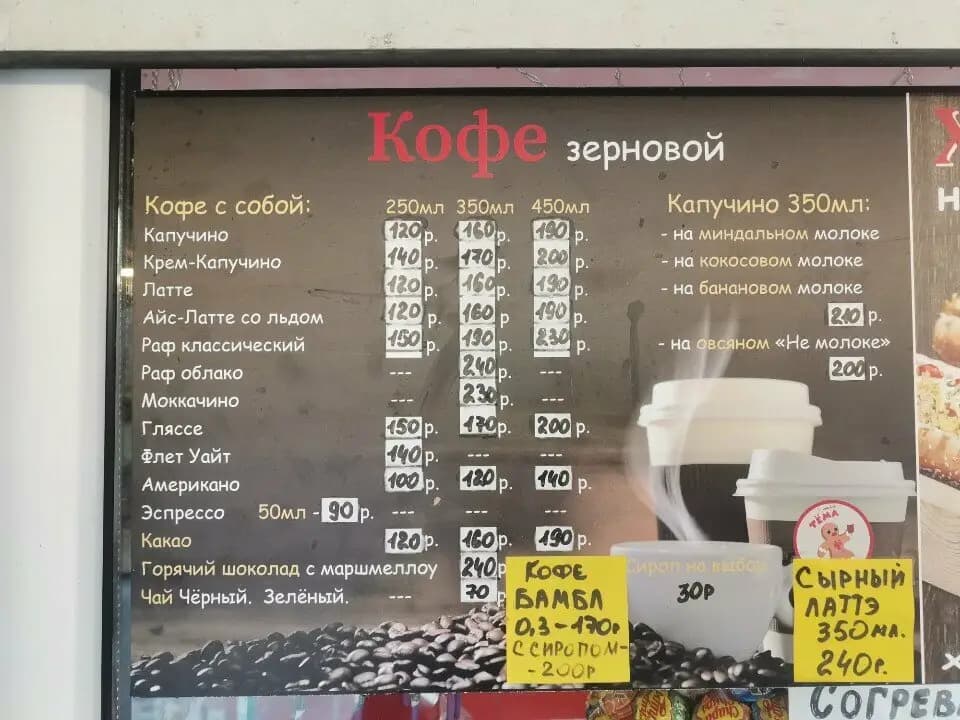 Кофе зерновой
Кофе с собой: 250мл 350мл 450мл
Капучино 120р. 160р. 190р.
Крем-Капучино 140р. 170р. 200р.
Латте 120р. 160р. 190р.
Айс-Латте со льдом 120р. 160р 190р.
Раф классический 150р. 190р. 230р.
Раф облако --- 240р. ---
Моккачино --- 230р. ---
Гляссе 150р. 170р. 200р.
Флет Уайт 140р. --- ---
Американо 100р. 120р. 140р.
Эспрессо 50мл - 90р. --- --- ---
Какао 120р. 160р. 190р.
Горячий шоколад с маршмеллоу 240р
Чай Чёрный. Зелёный. --- 70р
Капучино 350мл:
- на миндальном молоке
- на кокосовом молоке
- на банановом молоке
210р.
- на овсяном «Не молоке»
200р.
Сироп на выбор
30р
ТЁМА
КОФЕ
БАМБЛ
0,3-170р
С СИРОПОМ-
-200р
СЫРНЫЙ
ЛАТТЭ
350мл.
240г.
СОГРЕВ